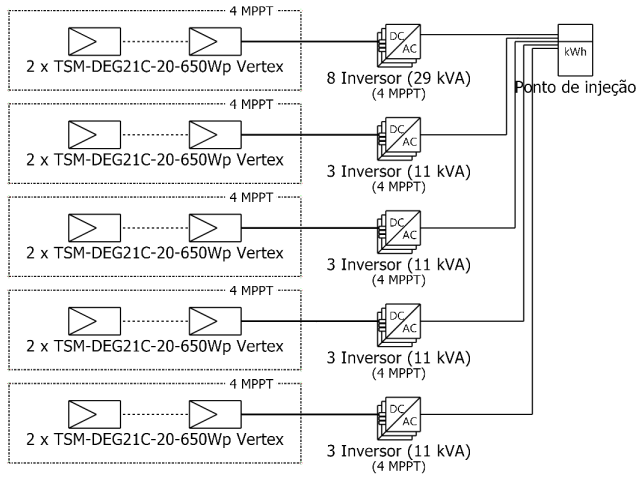 4 MPPT
DC
AC
kWh
2 x TSM-DEG21C-20-650Wp Vertex
8 Inversor (29 kVA)
(4 MPPT)
Ponto de injeção
4 MPPT
DC
AC
2 x TSM-DEG21C-20-650Wp Vertex
3 Inversor (11 kVA)
(4 MPPT)
4 MPPT
DC
AC
2 x TSM-DEG21C-20-650Wp Vertex
3 Inversor (11 kVA)
(4 MPPT)
4 MPPT
DC
AC
2 x TSM-DEG21C-20-650Wp Vertex
3 Inversor (11 kVA)
(4 MPPT)
4 MPPT
DC
AC
2 x TSM-DEG21C-20-650Wp Vertex
3 Inversor (11 kVA)
(4 MPPT)